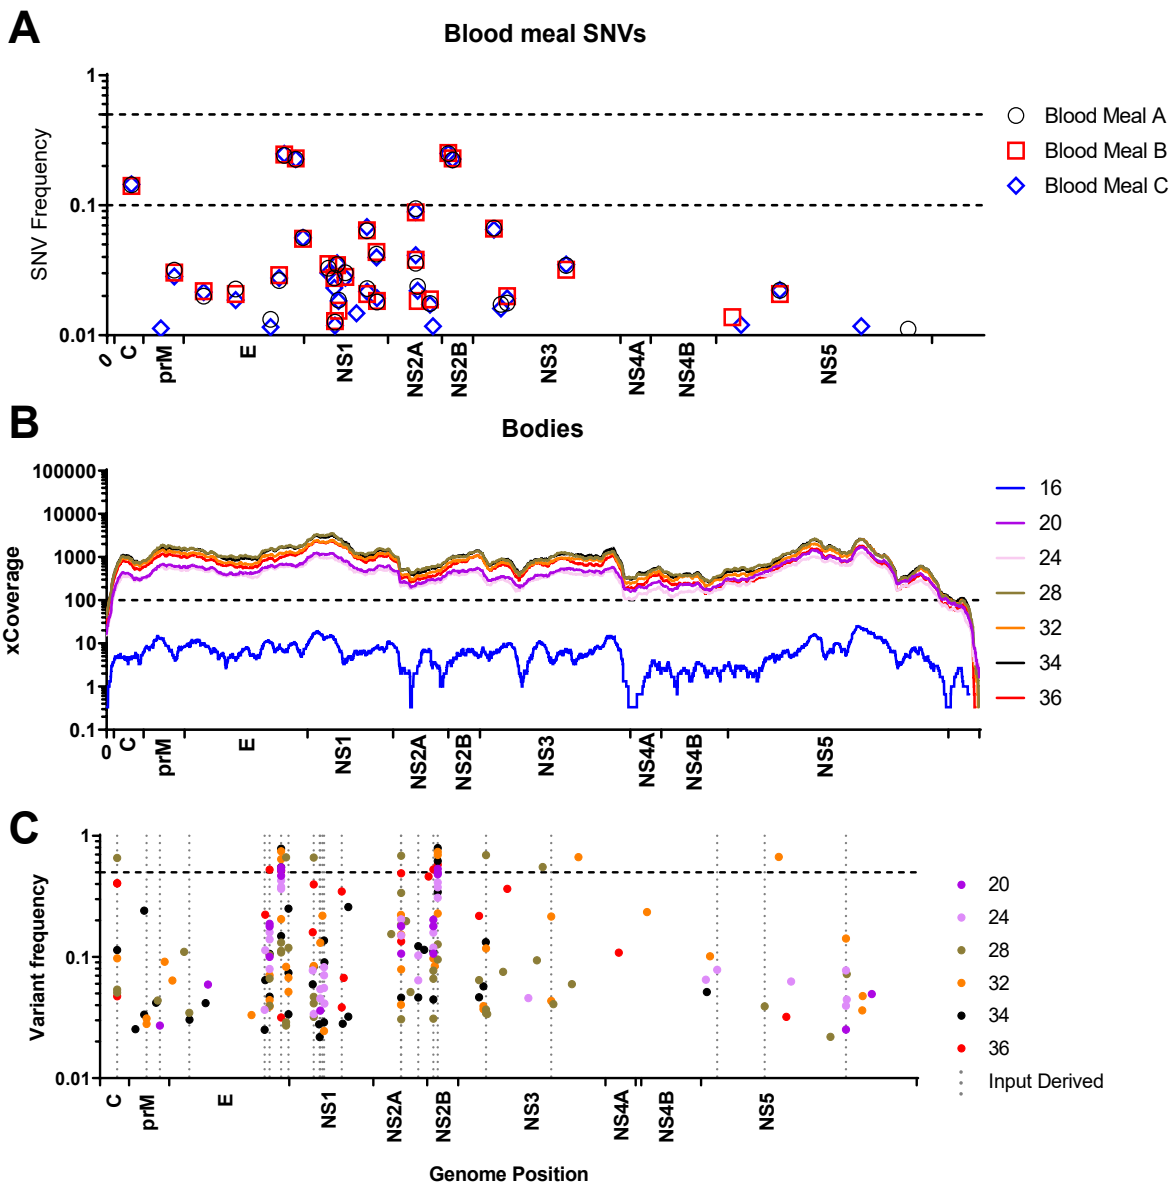 A
Blood meal SNVs
SNV Frequency
1
0.1
0.01
0
C
prM
E
NS1
NS2A
NS2B
NS3
NS4A
NS4B
NS5
Blood Meal A
Blood Meal B
Blood Meal C
B
Bodies
xCoverage
100000
10000
1000
100
10
1
0.1
0
C
prM
E
NS1
NS2A
NS2B
NS3
NS4A
NS4B
NS5
16
20
24
28
32
34
36
C
Variant frequency
1
0.1
0.01
C
prM
E
NS1
NS2A
NS2B
NS3
NS4A
NS4B
NS5
Genome Position
20
24
28
32
34
36
Input Derived